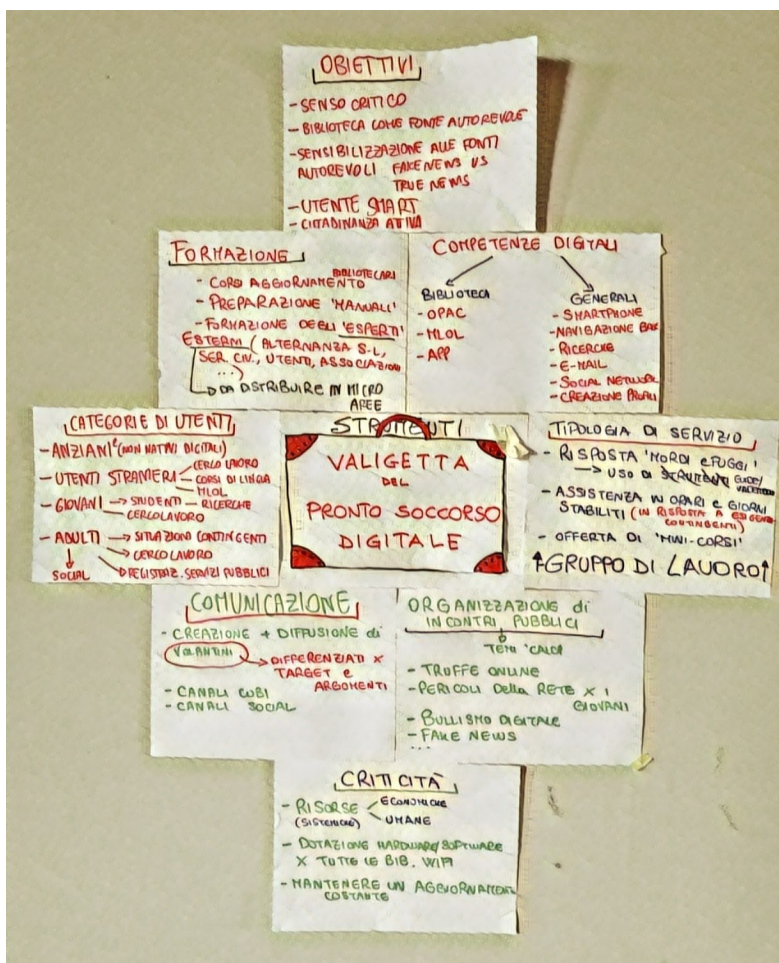 OBIETTIVI
- SENSO CRITICO
- BIBLIOTECA COME FONTE AUTOREVOLE
- SENSIBILIZZAZIONE ALLE FONTI
AUTOREVOLI FAKE NEWS VS
TRUE NEWS
- UTENTE SMART
- CITTADINANZA ATTIVA
FORMAZIONE
BIBLIOTECARI
- CORSI AGGIORNAMENTO
- PREPARAZIONE 'MANUALI'
- FORMAZIONE DEGLI 'ESPERTI'
ESTERNI (ALTERNANZA S-L,
SER. CIV., UTENTI, ASSOCIAZIONI
...)
DA DISTRIBUIRE IN MICRO
AREE
COMPETENZE DIGITALI
BIBLIOTECA
- OPAC
- MLOL
- APP
GENERALI
- SMARTPHONE
- NAVIGAZIONE
- RICERCHE
- E-MAIL
- SOCIAL NETWORK
- CREAZIONE PROFILI
CATEGORIE DI UTENTI
- ANZIANI (NON NATIVI DIGITALI)
- UTENTI STRANIERI CERCO LAVORO
CORSI DI LINGUA
MLOL
- GIOVANI → STUDENTI - RICERCHE
CERCO LAVORO
- ADULTI → SITUAZIONI CONTINGENTI
CERCO LAVORO
REGISTRAZ. SERVIZI PUBBLICI
SOCIAL
STRUMENTI
VALIGETTA
DEL
PRONTO SOCCORSO
DIGITALE
TIPOLOGIA DI SERVIZIO
- RISPOSTA 'MORDI e FUGGI'
→ USO DI STRUMENTI
- ASSISTENZA IN ORARI e GIORNI
STABILITI (IN RISPOSTA A ESIGENZE
CONTINGENTI)
- OFFERTA DI 'MINI-CORSI'
↑GRUPPO DI LAVORO↑
COMUNICAZIONE
- CREAZIONE + DIFFUSIONE di
VOLANTINI
→ DIFFERENZIATI X
TARGET e
ARGOMENTI
- CANALI CUBI
- CANALI SOCIAL
ORGANIZZAZIONE di
INCONTRI PUBBLICI
TEMI 'CALDI'
- TRUFFE ONLINE
- PERICOLI della RETE X I
GIOVANI
- BULLISMO DIGITALE
- FAKE NEWS
...
CRITICITÀ
- RISORSE ECONOMICHE
(SISTEMICHE) UMANE
- DOTAZIONE HARDWARE/SOFTWARE
X TUTTE LE BIB. WIFI
- MANTENERE UN AGGIORNAMENTO
COSTANTE